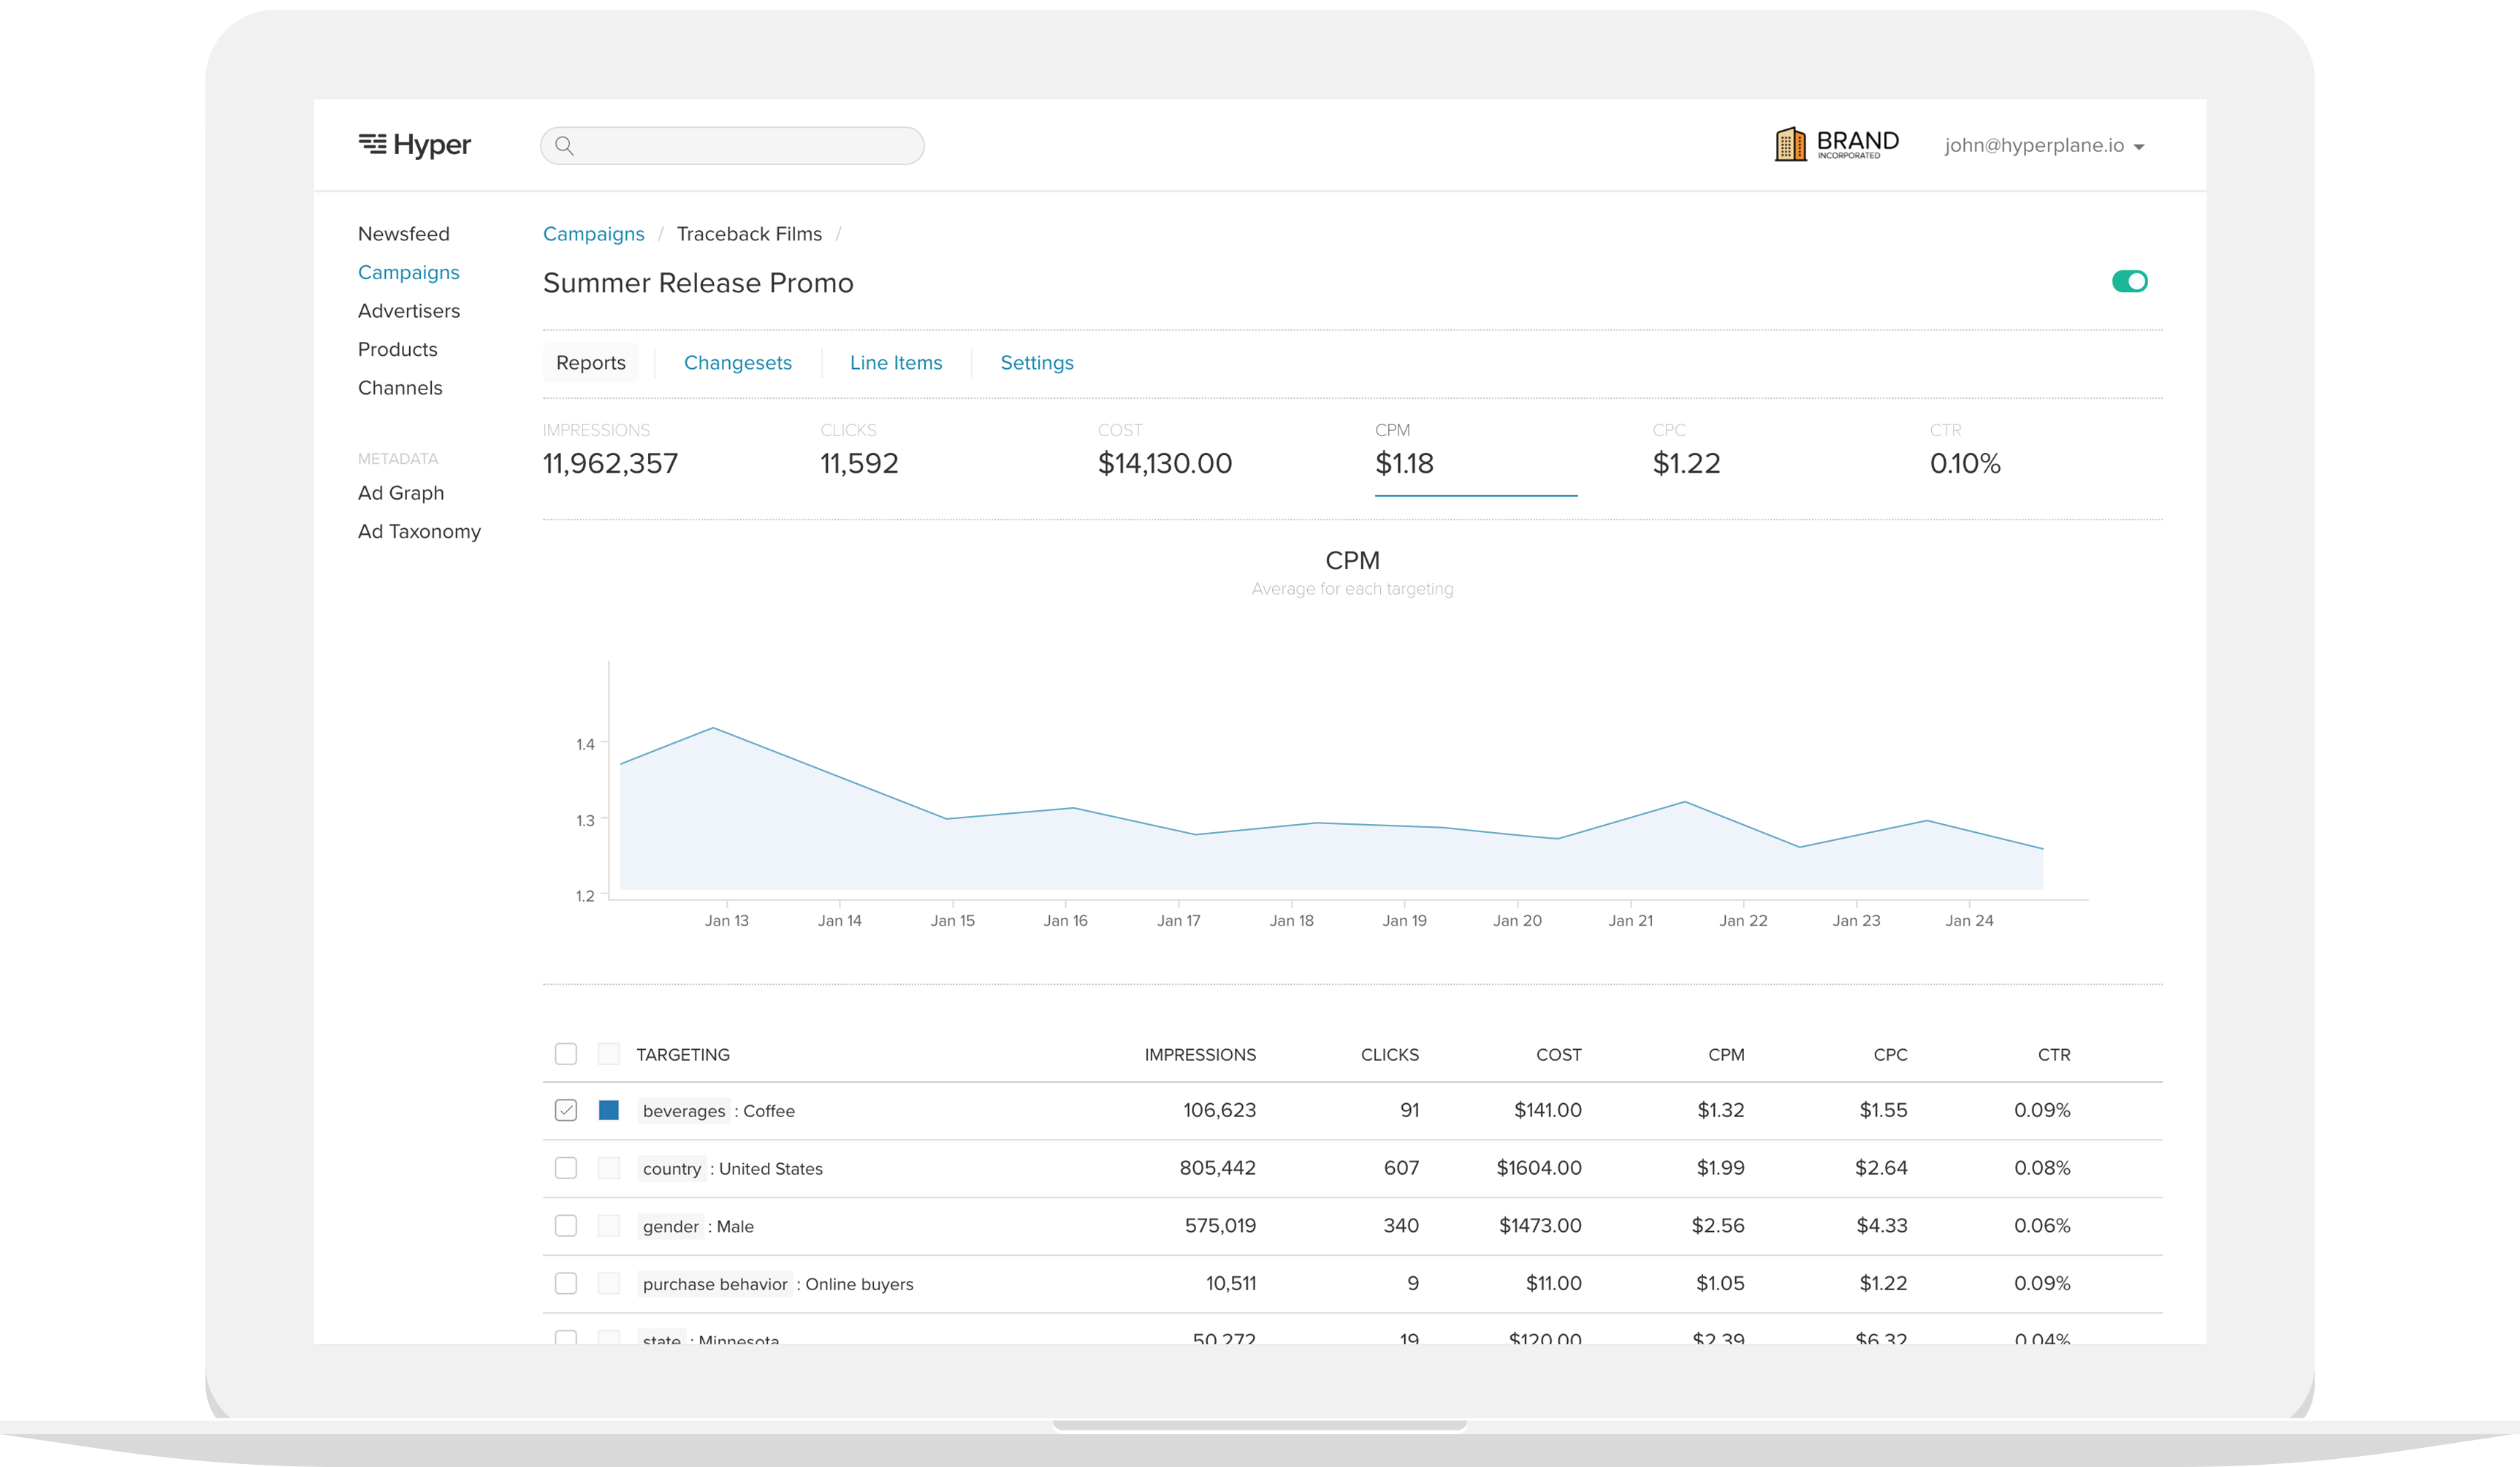 Hyper
BRAND
INCORPORATED
john@hyperplane.io
Newsfeed
Campaigns
Advertisers
Products
Channels
METADATA
Ad Graph
Ad Taxonomy
Campaigns / Traceback Films /
Summer Release Promo
Reports Changesets Line Items Settings
IMPRESSIONS CLICKS COST CPM CPC CTR
11,962,357 11,592 $14,130.00 $1.18 $1.22 0.10%
CPM
Average for each targeting
1.4
1.3
1.2
Jan 13 Jan 14 Jan 15 Jan 16 Jan 17 Jan 18 Jan 19 Jan 20 Jan 21 Jan 22 Jan 23 Jan 24
TARGETING IMPRESSIONS CLICKS COST CPM CPC CTR
beverages : Coffee 106,623 91 $141.00 $1.32 $1.55 0.09%
country : United States 805,442 607 $1604.00 $1.99 $2.64 0.08%
gender : Male 575,019 340 $1473.00 $2.56 $4.33 0.06%
purchase behavior : Online buyers 10,511 9 $11.00 $1.05 $1.22 0.09%
state : Minnesota 50,272 19 $120.00 $2.39 $6.32 0.04%